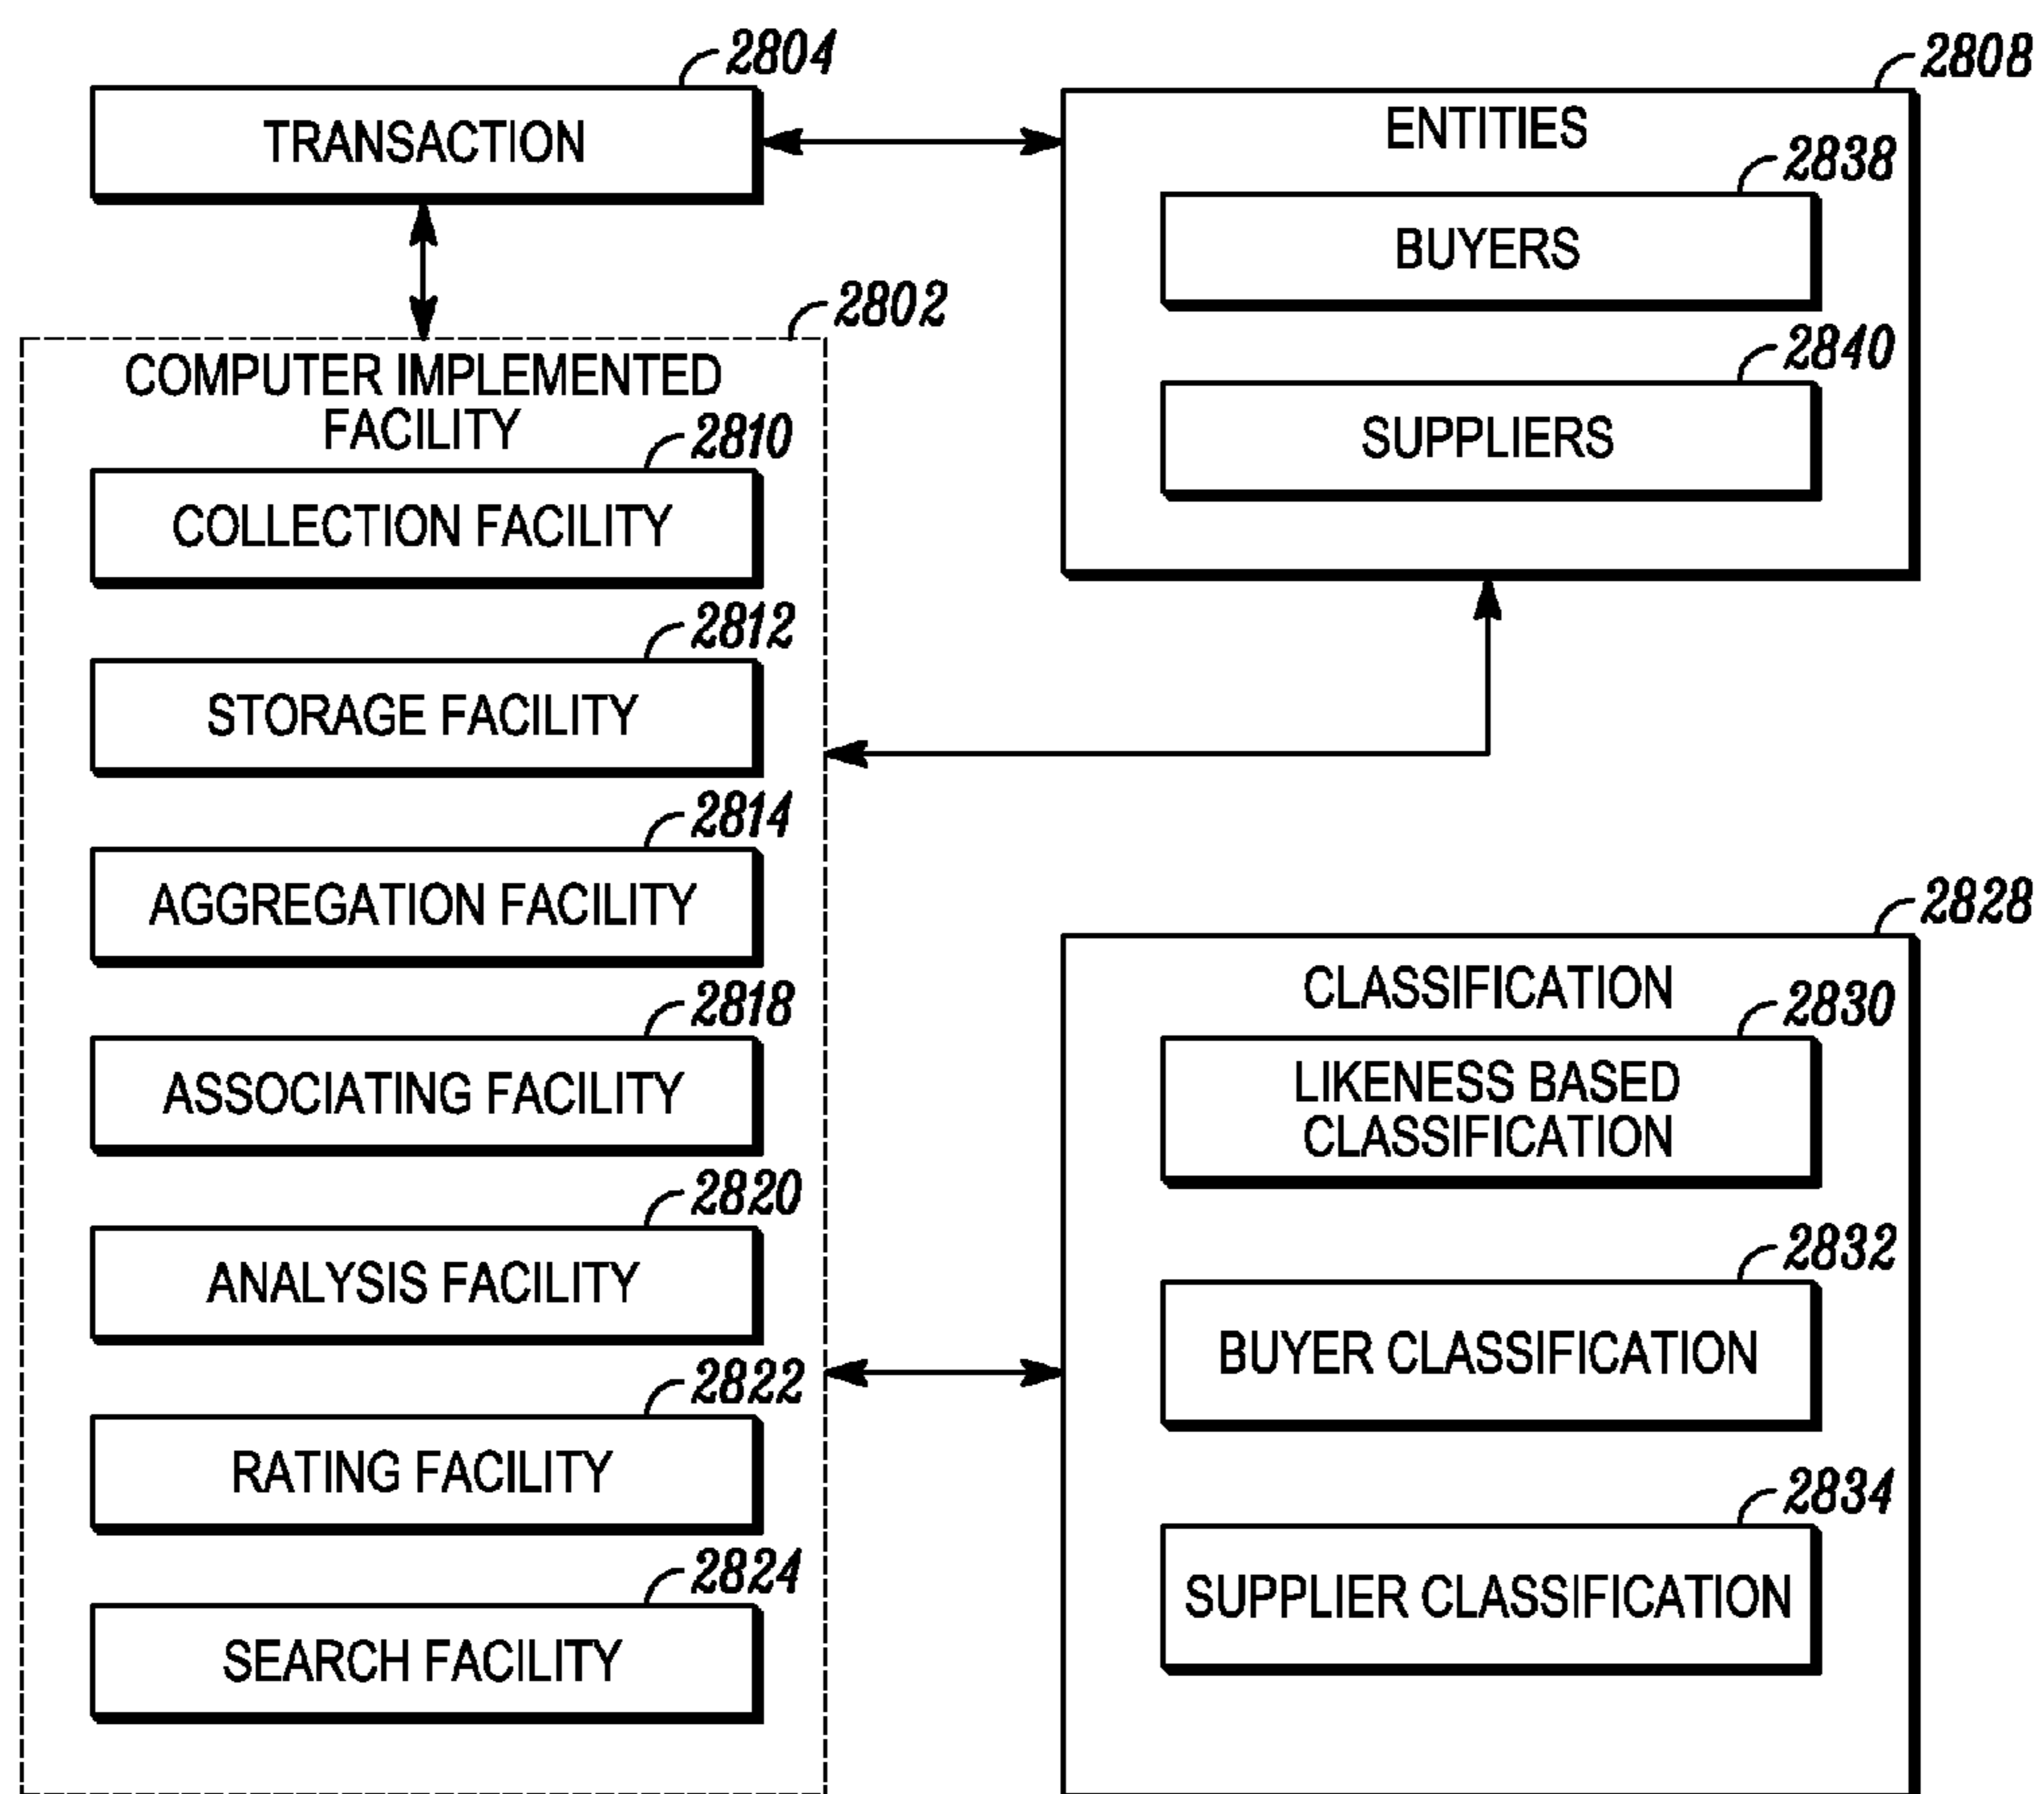 2804
TRANSACTION
2808
ENTITIES
2838
BUYERS
2840
SUPPLIERS
2802
COMPUTER IMPLEMENTED
FACILITY
2810
COLLECTION FACILITY
2812
STORAGE FACILITY
2814
AGGREGATION FACILITY
2818
ASSOCIATING FACILITY
2820
ANALYSIS FACILITY
2822
RATING FACILITY
2824
SEARCH FACILITY
2828
CLASSIFICATION
2830
LIKENESS BASED
CLASSIFICATION
2832
BUYER CLASSIFICATION
2834
SUPPLIER CLASSIFICATION